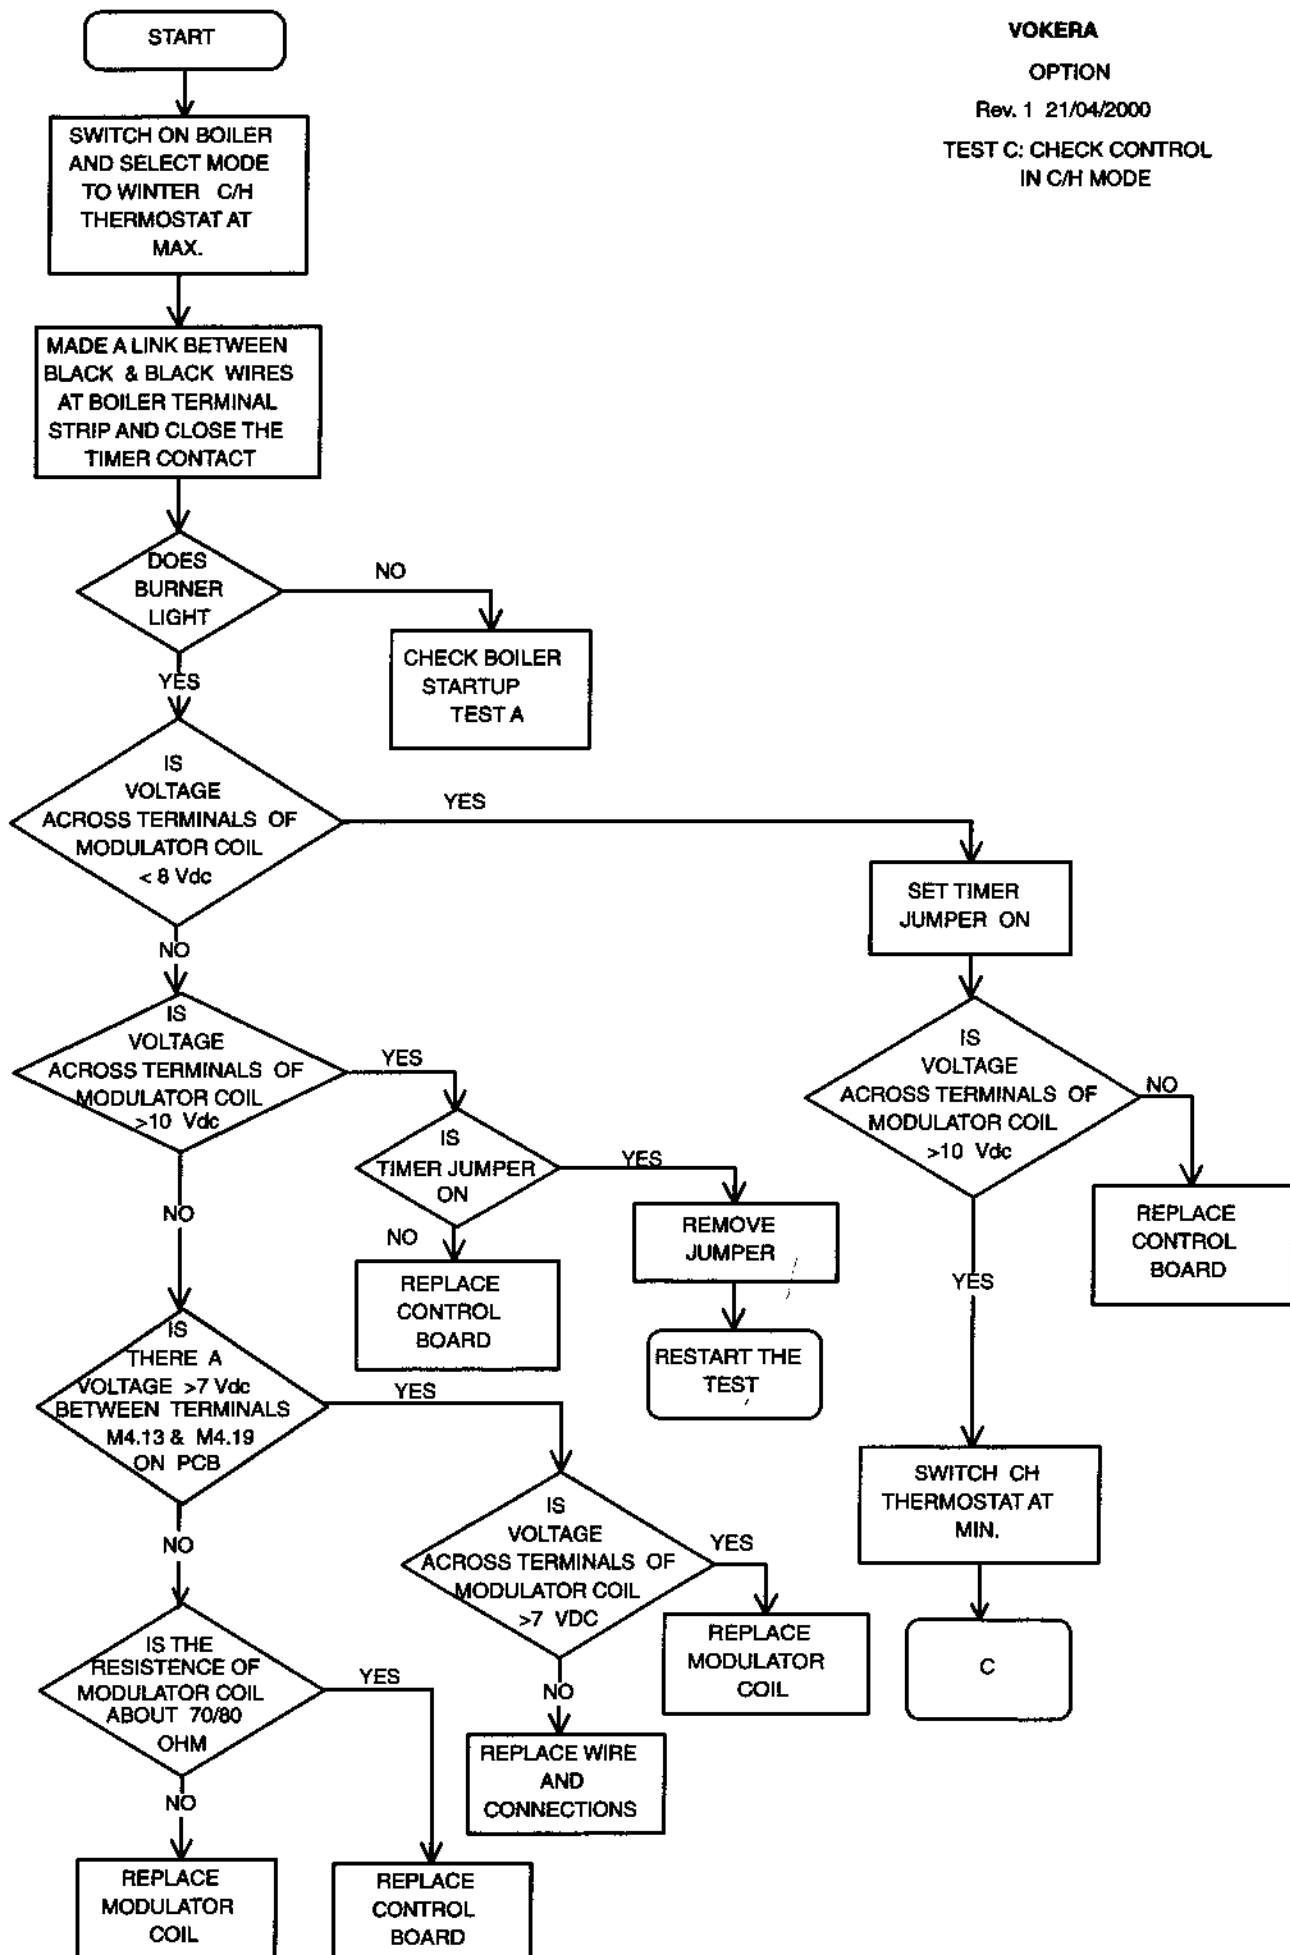 START
VOKERA
OPTION
Rev. 1 21/04/2000
TEST C: CHECK CONTROL
IN C/H MODE
SWITCH ON BOILER
AND SELECT MODE
TO WINTER C/H
THERMOSTAT AT
MAX.
MADE A LINK BETWEEN
BLACK & BLACK WIRES
AT BOILER TERMINAL
STRIP AND CLOSE THE
TIMER CONTACT
DOES
BURNER
LIGHT
NO
CHECK BOILER
STARTUP
TEST A
YES
IS
VOLTAGE
ACROSS TERMINALS OF
MODULATOR COIL
< 8 Vdc
YES
SET TIMER
JUMPER ON
NO
IS
VOLTAGE
ACROSS TERMINALS OF
MODULATOR COIL
>10 Vdc
YES
IS
TIMER JUMPER
ON
YES
REMOVE
JUMPER
RESTART THE
TEST
NO
REPLACE
CONTROL
BOARD
IS
VOLTAGE
ACROSS TERMINALS OF
MODULATOR COIL
>10 Vdc
NO
REPLACE
CONTROL
BOARD
YES
SWITCH CH
THERMOSTAT AT
MIN.
C
NO
IS
THERE A
VOLTAGE >7 Vdc
BETWEEN TERMINALS
M4.13 & M4.19
ON PCB
YES
IS
VOLTAGE
ACROSS TERMINALS OF
MODULATOR COIL
>7 VDC
YES
REPLACE
MODULATOR
COIL
NO
REPLACE WIRE
AND
CONNECTIONS
NO
IS THE
RESISTENCE OF
MODULATOR COIL
ABOUT 70/80
OHM
YES
REPLACE
CONTROL
BOARD
NO
REPLACE
MODULATOR
COIL